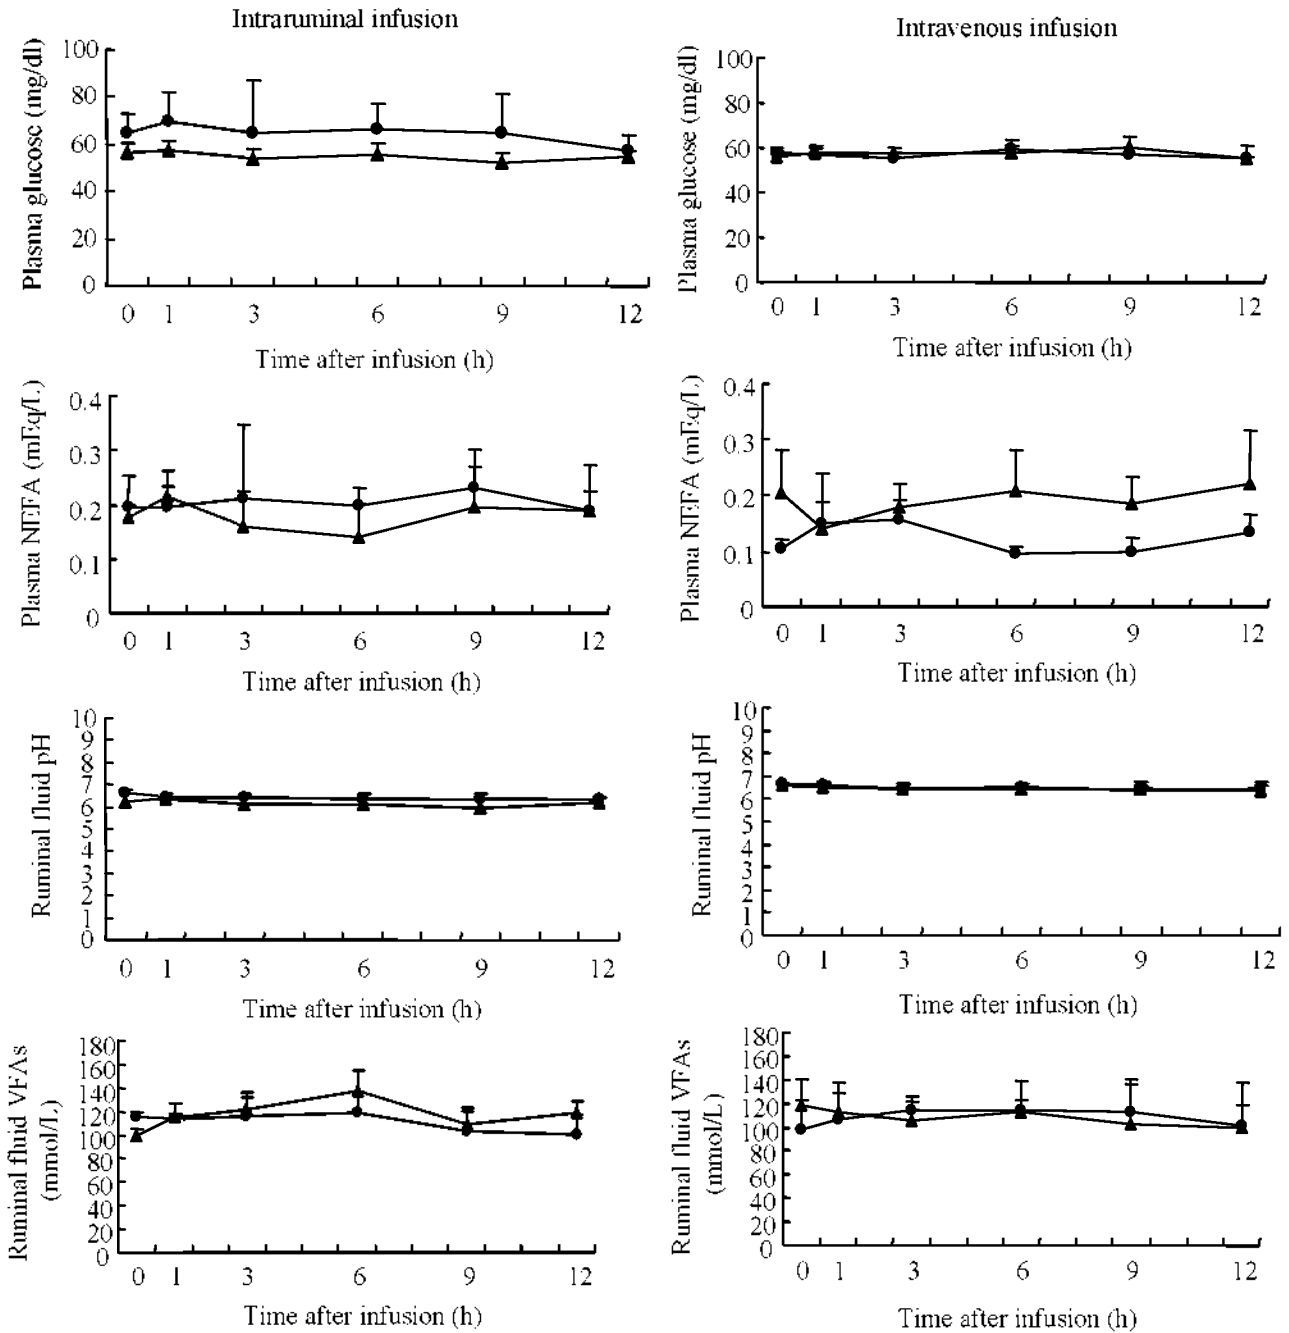 Intraruminal infusion
Plasma glucose (mg/dl)
100
80
60
40
20
0
0 1 3 6 9 12
Time after infusion (h)
Intravenous infusion
Plasma glucose (mg/dl)
100
80
60
40
20
0
0 1 3 6 9 12
Time after infusion (h)
Plasma NEFA (mEq/L)
0.4
0.3
0.2
0.1
0
0 1 3 6 9 12
Time after infusion (h)
Plasma NEFA (mEq/L)
0.4
0.3
0.2
0.1
0
0 1 3 6 9 12
Time after infusion (h)
Ruminal fluid pH
10
9
8
7
6
5
4
3
2
1
0
0 1 3 6 9 12
Time after infusion (h)
Ruminal fluid pH
10
9
8
7
6
5
4
3
2
1
0
0 1 3 6 9 12
Time after infusion (h)
Ruminal fluid VFAs
(mmol/L)
180
160
140
120
100
80
60
40
20
0
0 1 3 6 9 12
Time after infusion (h)
Ruminal fluid VFAs
(mmol/L)
180
160
140
120
100
80
60
40
20
0
0 1 3 6 9 12
Time after infusion (h)